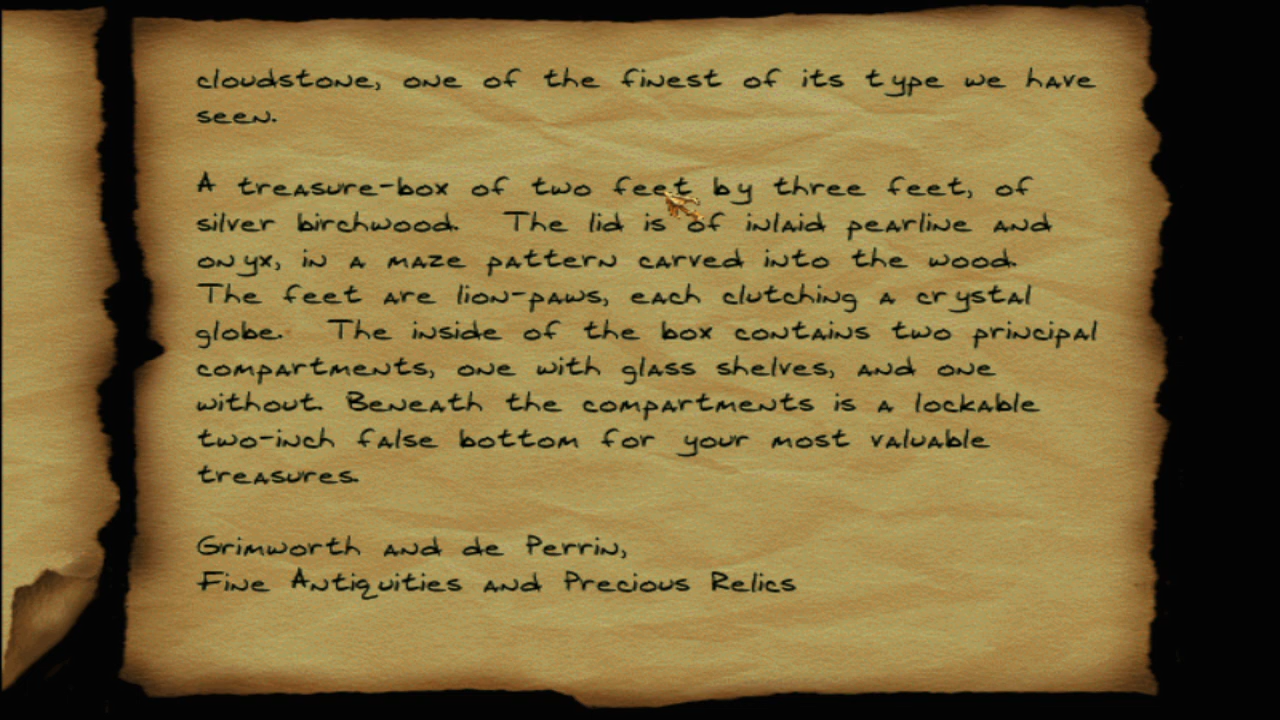 cloudstone, one of the finest of its type we have
seen.
A treasure-box of two feet by three feet, of
silver birchwood. The lid is of inlaid pearline and
onyx, in a maze pattern carved into the wood.
The feet are lion-paws, each clutching a crystal
globe. The inside of the box contains two principal
compartments, one with glass shelves, and one
without. Beneath the compartments is a lockable
two-inch false bottom for your most valuable
treasures.
Grimworth and de Perrin,
Fine Antiquities and Precious Relics